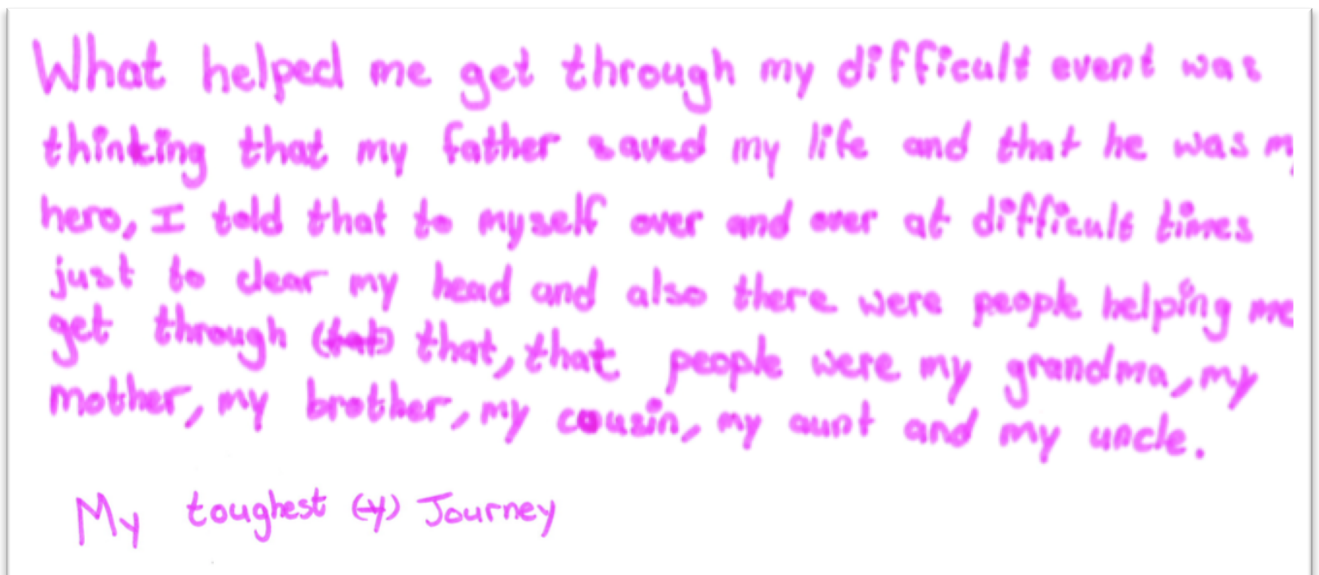 What helped me get through my difficult event was
thinking that my father saved my life and that he was my
hero, I told that to myself over and over at difficult times
just to clear my head and also there were people helping me
get through (tat) that, that people were my grandma, my
mother, my brother, my cousin, my aunt and my uncle.
My toughest (y) Journey